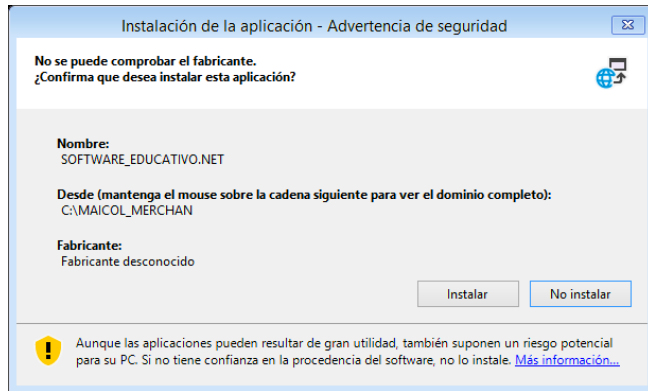 Instalación de la aplicación - Advertencia de seguridad
No se puede comprobar el fabricante.
¿Confirma que desea instalar esta aplicación?
Nombre:
SOFTWARE_EDUCATIVO.NET
Desde (mantenga el mouse sobre la cadena siguiente para ver el dominio completo):
C:\MAICOL_MERCHAN
Fabricante:
Fabricante desconocido
Instalar No instalar
Aunque las aplicaciones pueden resultar de gran utilidad, también suponen un riesgo potencial
para su PC. Si no tiene confianza en la procedencia del software, no lo instale. Más información...